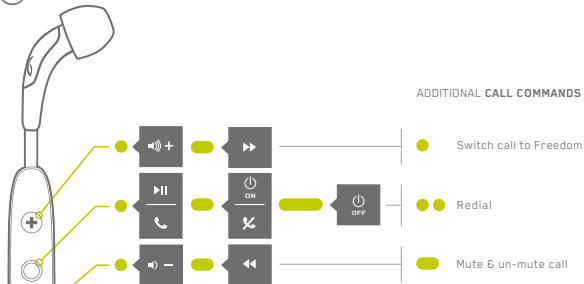 ADDITIONAL CALL COMMANDS
+
Switch call to Freedom
ON
OFF
Redial
−
Mute & un-mute call